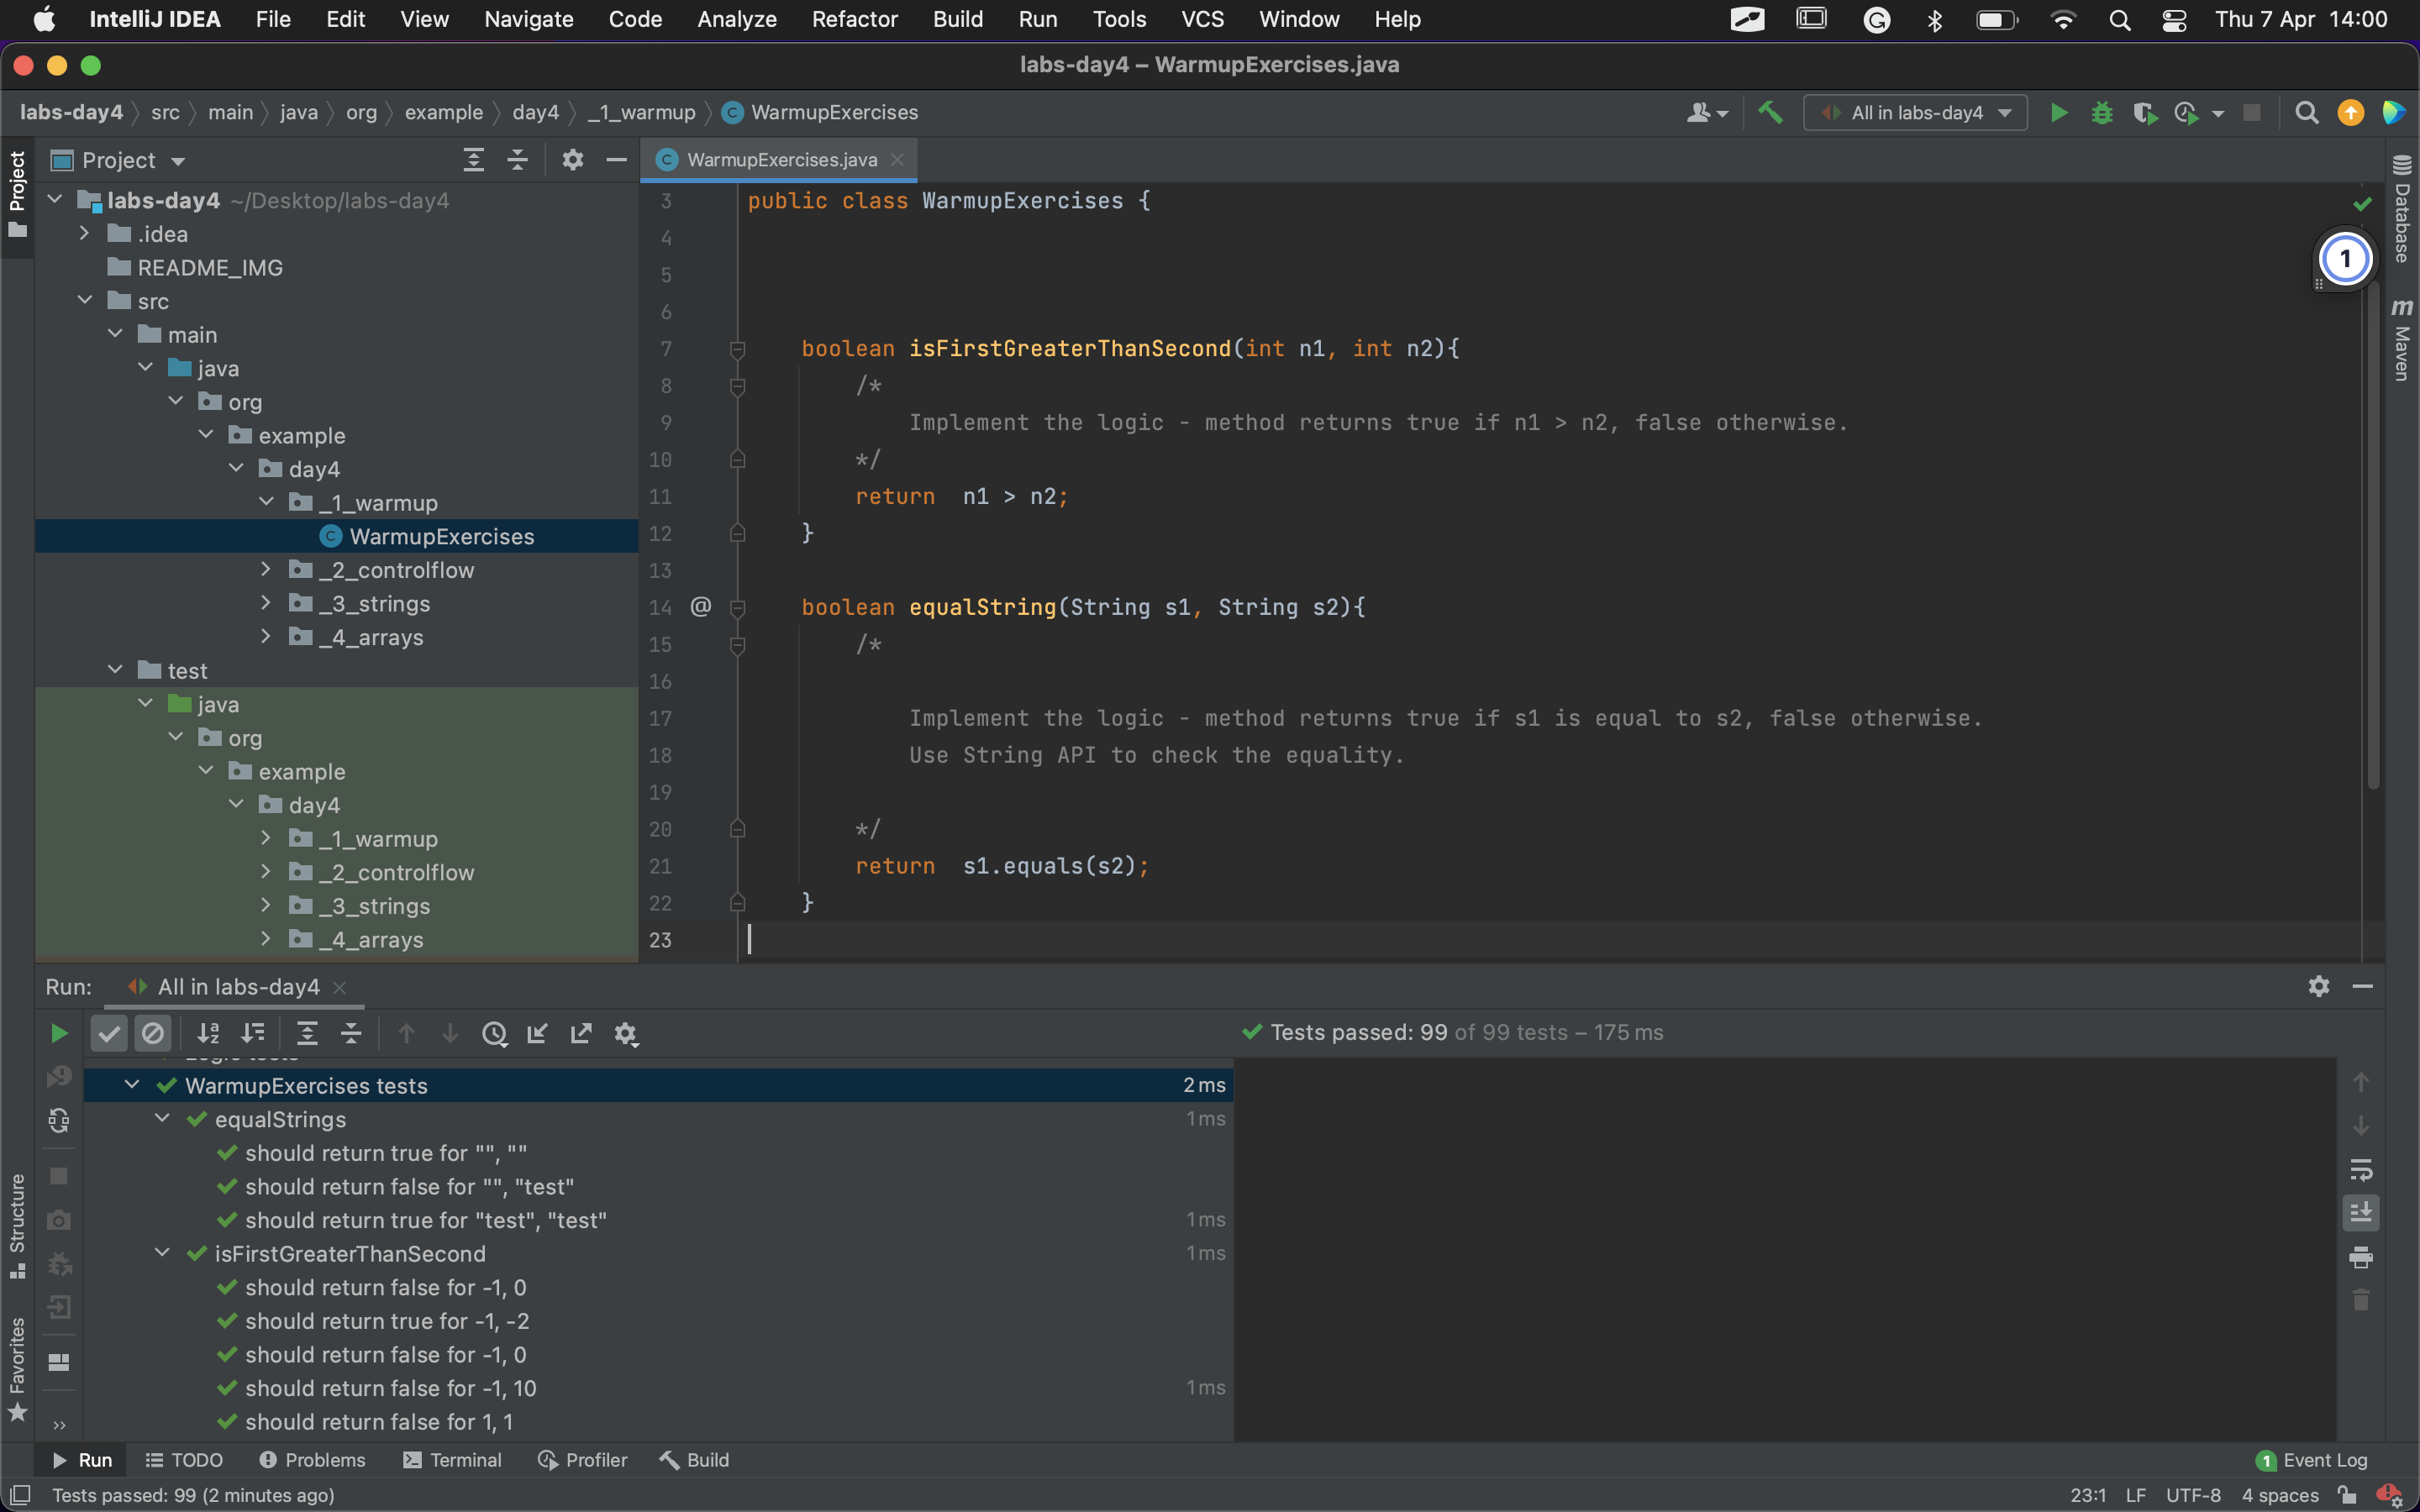 IntelliJ IDEA File Edit View Navigate Code Analyze Refactor Build Run Tools VCS Window Help Thu 7 Apr 14:00
labs-day4 – WarmupExercises.java
labs-day4 src main java org example day4 _1_warmup WarmupExercises All in labs-day4
Project
WarmupExercises.java
Project
labs-day4 ~/Desktop/labs-day4
.idea
README_IMG
src
main
java
org
example
day4
_1_warmup
WarmupExercises
_2_controlflow
_3_strings
_4_arrays
test
java
org
example
day4
_1_warmup
_2_controlflow
_3_strings
_4_arrays
3 public class WarmupExercises {
4
5
6
7 boolean isFirstGreaterThanSecond(int n1, int n2){
8 /*
9 Implement the logic - method returns true if n1 > n2, false otherwise.
10 */
11 return  n1 > n2;
12 }
13
14 @ boolean equalString(String s1, String s2){
15 /*
16
17 Implement the logic - method returns true if s1 is equal to s2, false otherwise.
18 Use String API to check the equality.
19
20 */
21 return  s1.equals(s2);
22 }
23
1
Database
m Maven
Run: All in labs-day4
Tests passed: 99 of 99 tests – 175 ms
Logic tests
WarmupExercises tests 2 ms
equalStrings 1 ms
should return true for "", ""
should return false for "", "test"
should return true for "test", "test" 1 ms
isFirstGreaterThanSecond 1 ms
should return false for -1, 0
should return true for -1, -2
should return false for -1, 0
should return false for -1, 10 1 ms
should return false for 1, 1
Structure
Favorites
Run TODO Problems Terminal Profiler Build 1 Event Log
Tests passed: 99 (2 minutes ago) 23:1 LF UTF-8 4 spaces